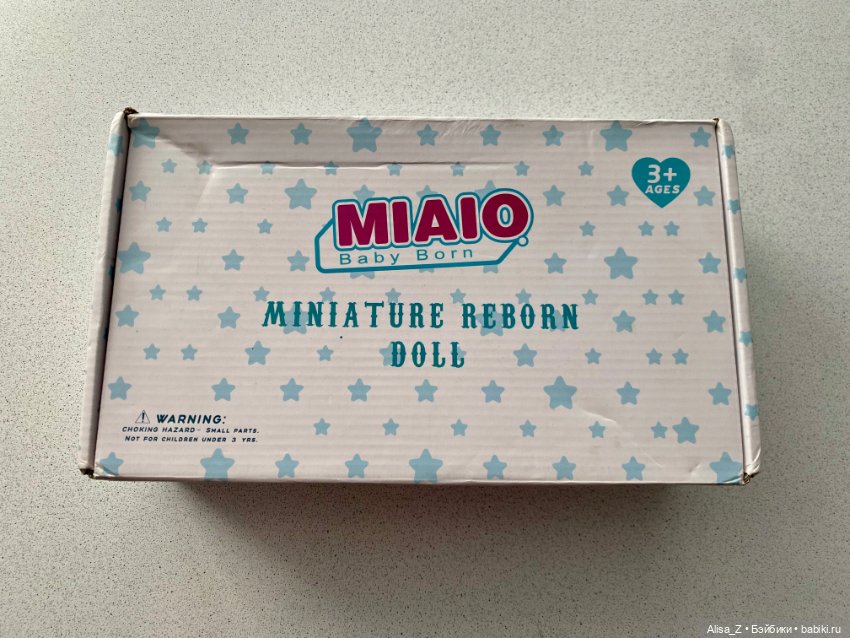 3+
AGES
MIAIO
Baby Born
MINIATURE REBORN
DOLL
WARNING:
CHOKING HAZARD- SMALL PARTS.
NOT FOR CHILDREN UNDER 3 YRS.
Alisa_Z • Бэйбики • babiki.ru